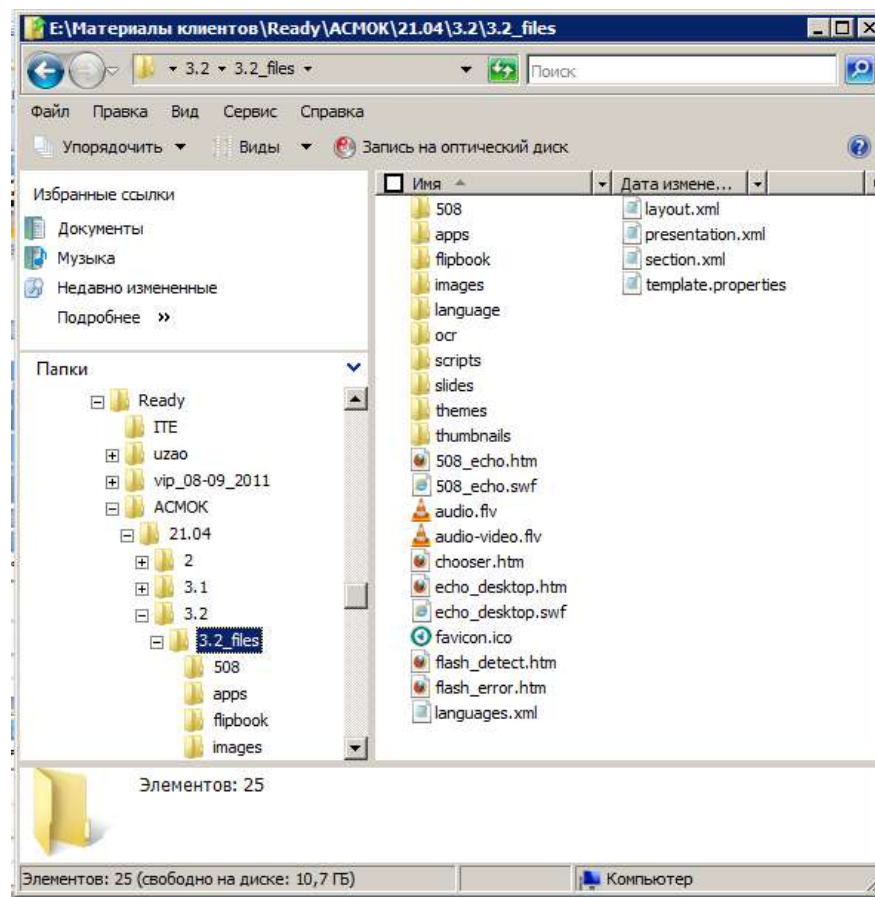 E:\Материалы клиентов\Ready\АСМОК\21.04\3.2\3.2_files
3.2 3.2_files Поиск
Файл Правка Вид Сервис Справка
Упорядочить Виды Запись на оптический диск
Избранные ссылки
Документы
Музыка
Недавно измененные
Подробнее »
Папки
Ready
ITE
uzao
vip_08-09_2011
АСМОК
21.04
2
3.1
3.2
3.2_files
508
apps
flipbook
images
Имя Дата измене...
508
apps
flipbook
images
language
ocr
scripts
slides
themes
thumbnails
508_echo.htm
508_echo.swf
audio.flv
audio-video.flv
chooser.htm
echo_desktop.htm
echo_desktop.swf
favicon.ico
flash_detect.htm
flash_error.htm
languages.xml
layout.xml
presentation.xml
section.xml
template.properties
Элементов: 25
Элементов: 25 (свободно на диске: 10,7 ГБ) Компьютер